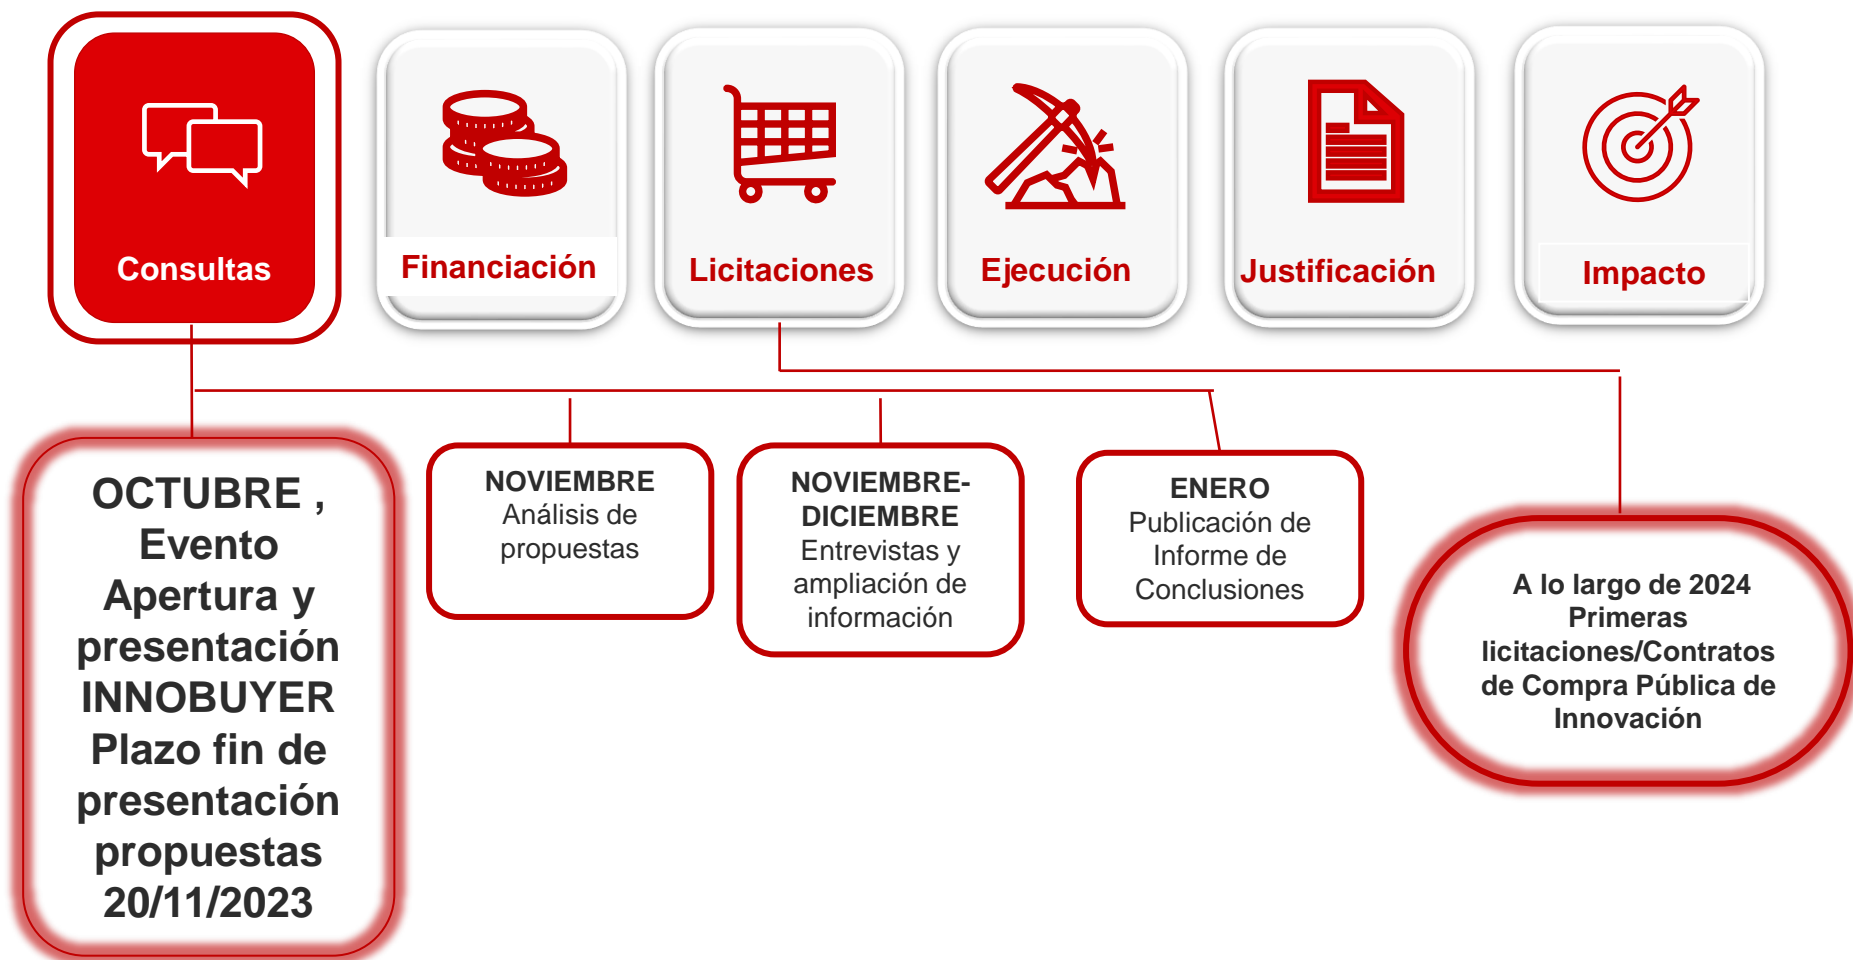 Consultas
Financiación
Licitaciones
Ejecución
Justificación
Impacto
OCTUBRE ,
Evento
Apertura y
presentación
INNOBUYER
Plazo fin de
presentación
propuestas
20/11/2023
NOVIEMBRE
Análisis de
propuestas
NOVIEMBRE-
DICIEMBRE
Entrevistas y
ampliación de
información
ENERO
Publicación de
Informe de
Conclusiones
A lo largo de 2024
Primeras
licitaciones/Contratos
de Compra Pública de
Innovación